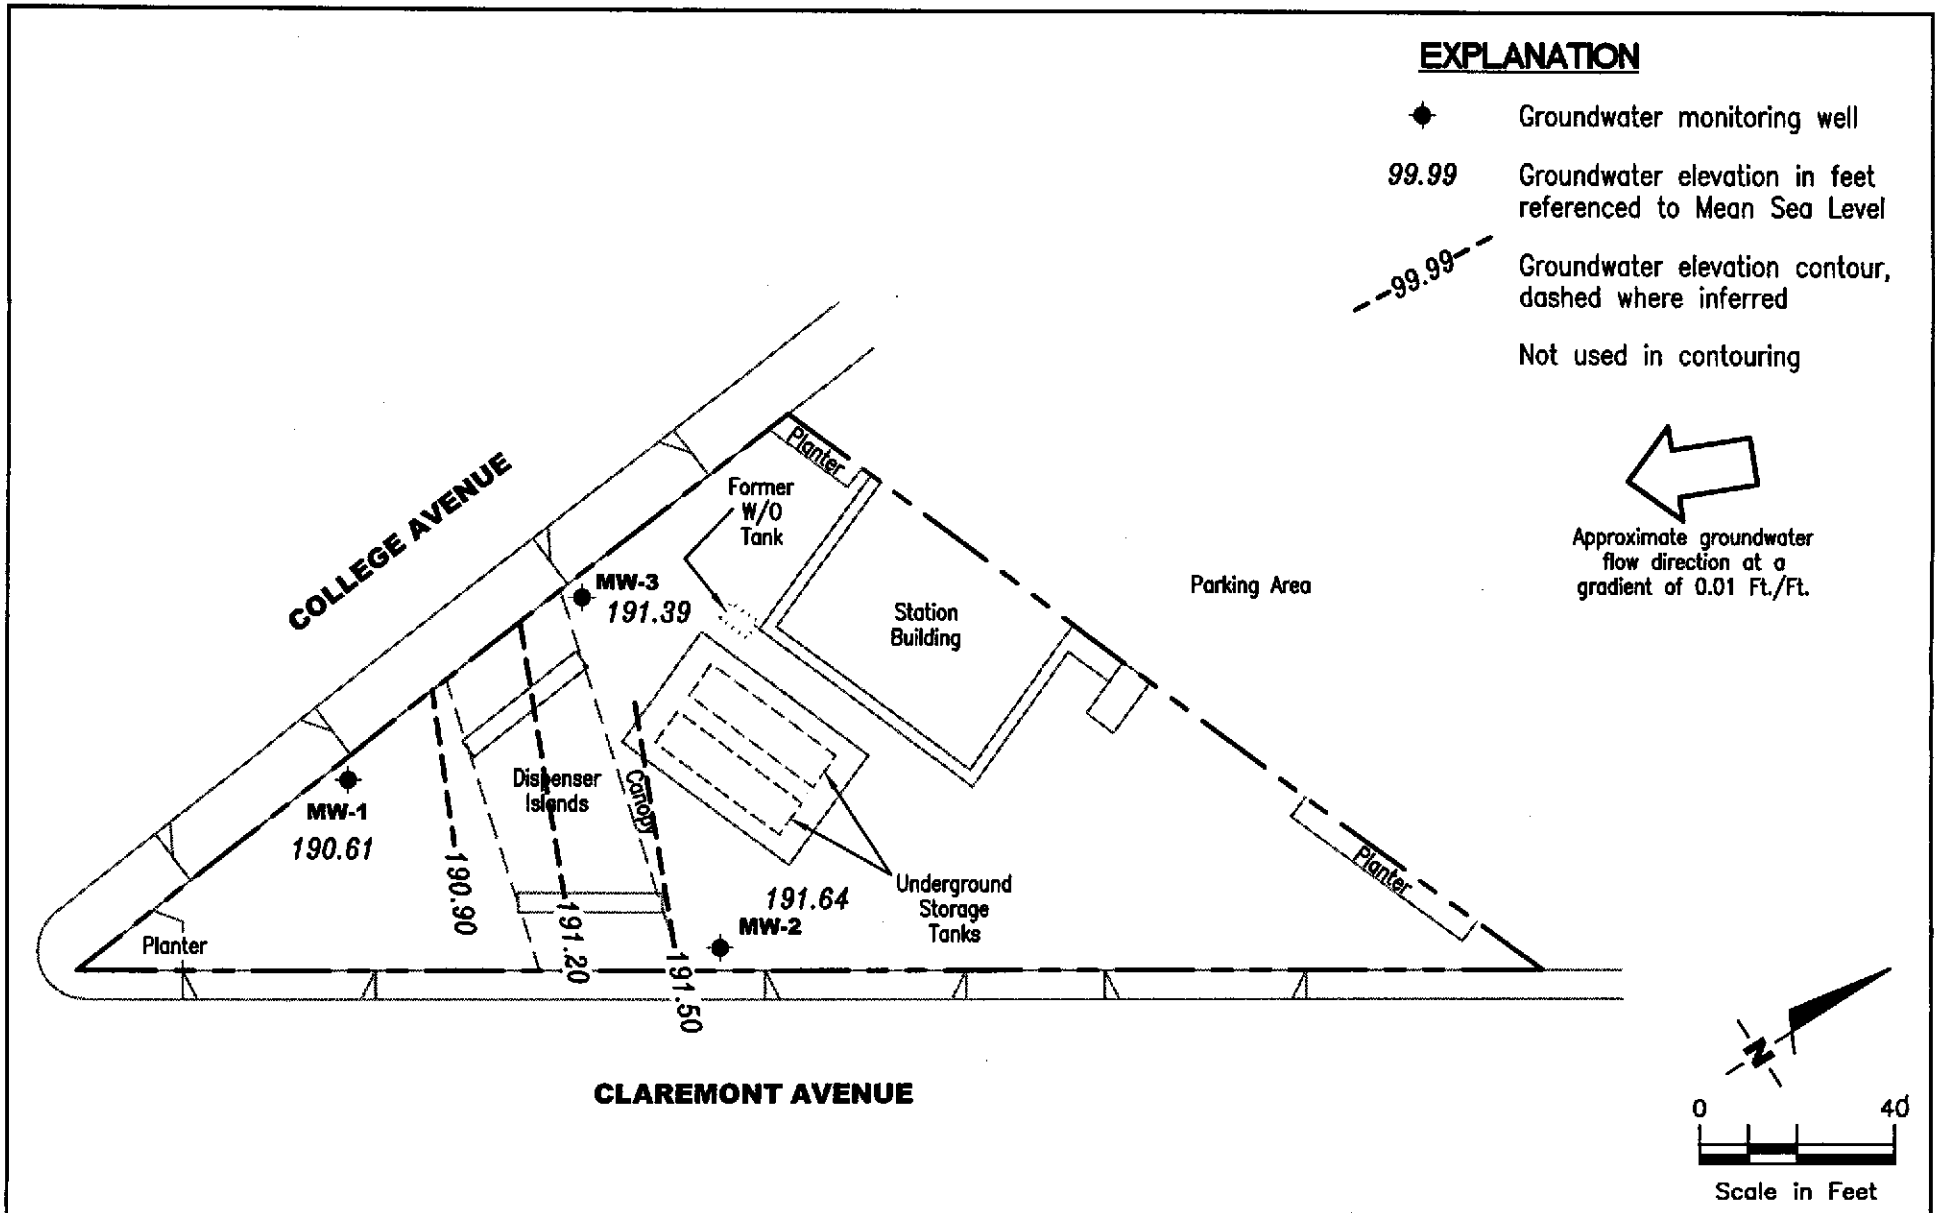 EXPLANATION
Groundwater monitoring well
99.99
Groundwater elevation in feet
referenced to Mean Sea Level
99.99
Groundwater elevation contour,
dashed where inferred
Not used in contouring
Approximate groundwater
flow direction at a
gradient of 0.01 Ft./Ft.
COLLEGE AVENUE
Planter
Former
W/O
Tank
MW-3
191.39
Station
Building
Parking Area
Dispenser
Islands
Canopy
MW-1
190.61
190.90
191.20
191.50
191.64
MW-2
Underground
Storage
Tanks
Planter
Planter
CLAREMONT AVENUE
N
0 40
Scale in Feet